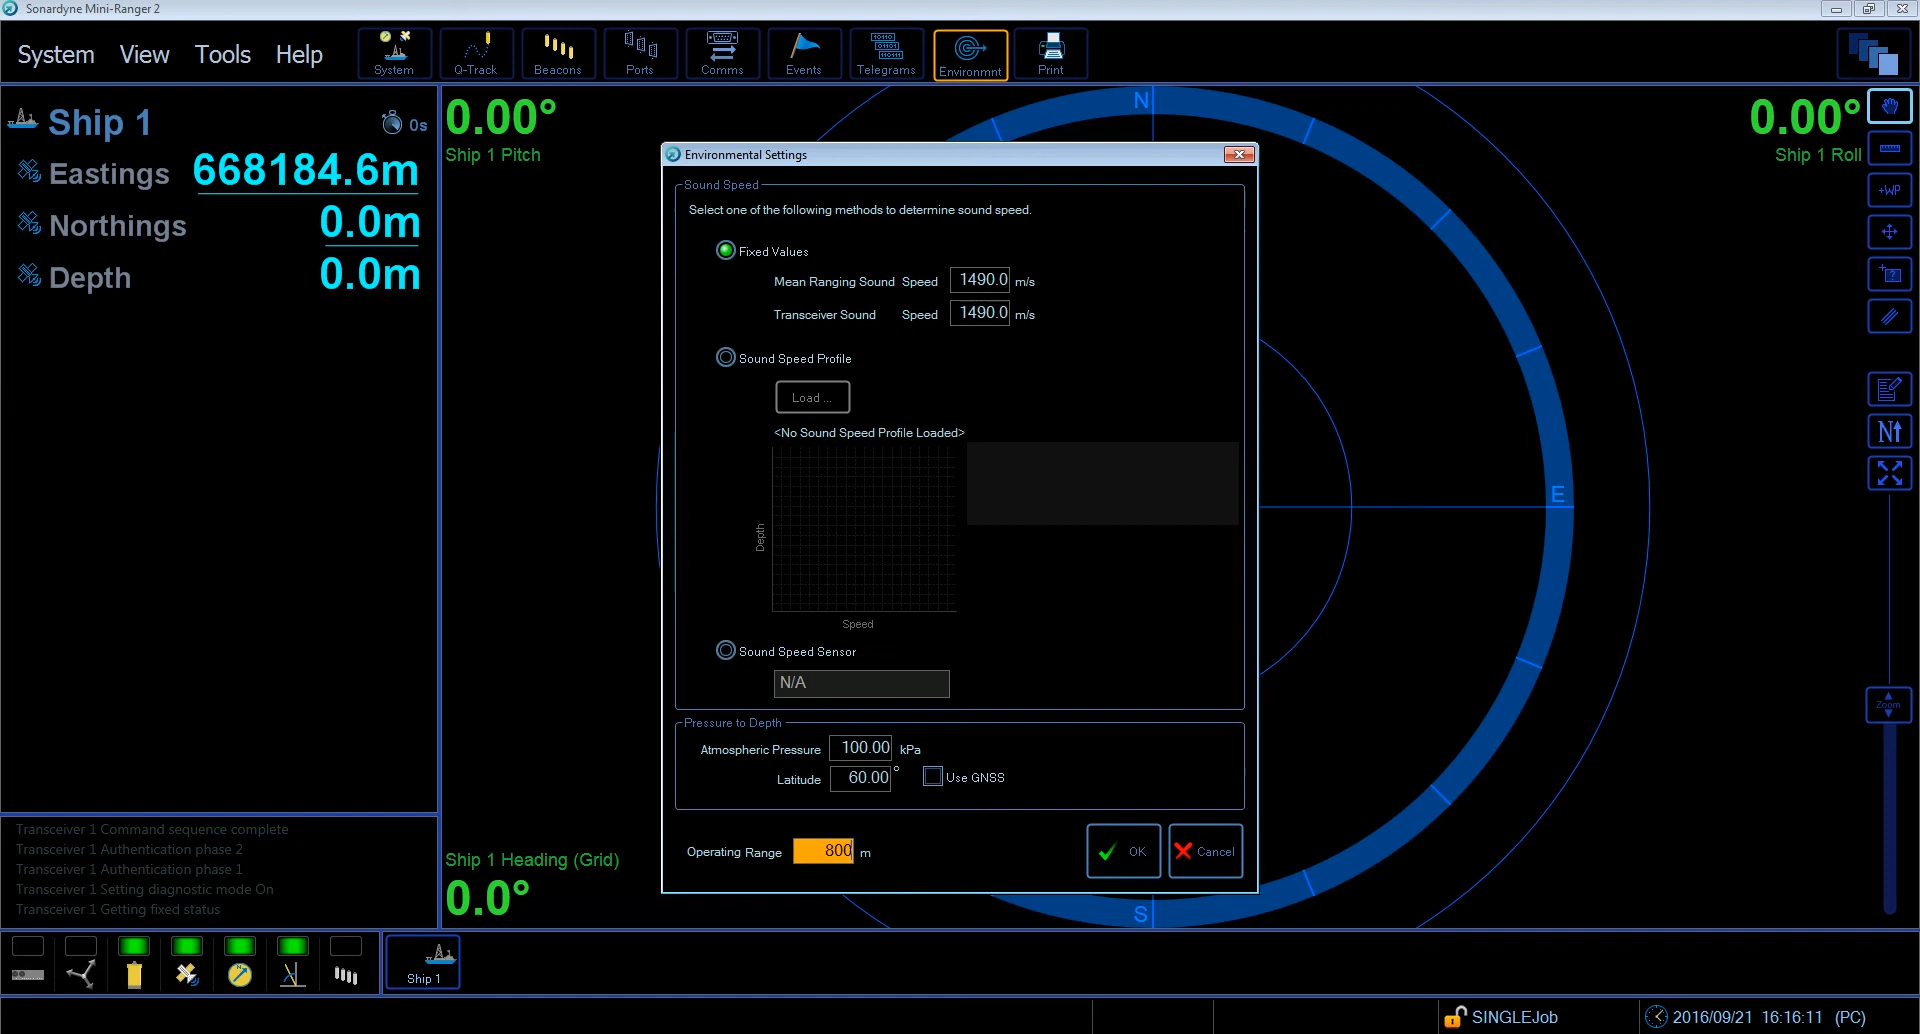 Sonardyne Mini-Ranger 2
System View Tools Help
System Q-Track Beacons Ports Comms Events Telegrams Environmnt Print
Ship 1 0s
Eastings 668184.6m
Northings 0.0m
Depth 0.0m
0.00°
Ship 1 Pitch
0.00°
Ship 1 Roll
N
E
S
+WP
+?
N
Zoom
Environmental Settings
Sound Speed
Select one of the following methods to determine sound speed.
Fixed Values
Mean Ranging Sound Speed 1490.0 m/s
Transceiver Sound Speed 1490.0 m/s
Sound Speed Profile
Load ...
<No Sound Speed Profile Loaded>
Depth
Speed
Sound Speed Sensor
N/A
Pressure to Depth
Atmospheric Pressure 100.00 kPa
Latitude 60.00 ° Use GNSS
Operating Range 800 m
OK Cancel
Transceiver 1 Command sequence complete
Transceiver 1 Authentication phase 2
Transceiver 1 Authentication phase 1
Transceiver 1 Setting diagnostic mode On
Transceiver 1 Getting fixed status
Ship 1 Heading (Grid)
0.0°
Ship 1
SINGLEJob 2016/09/21 16:16:11 (PC)